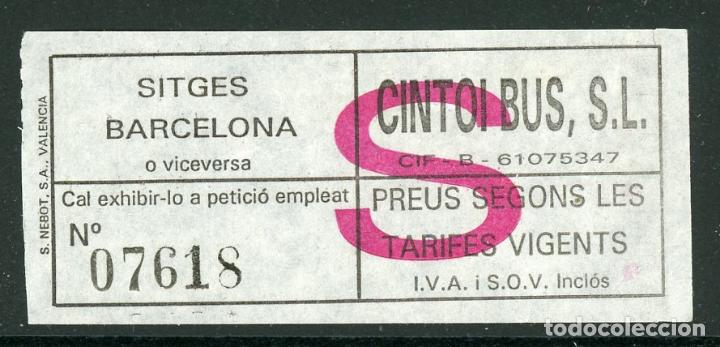 S. NEBOT, S.A., VALENCIA
SITGES
BARCELONA
o viceversa
CINTOI BUS, S.L.
CIF - B - 61075347
S
Cal exhibir-lo a petició empleat
Nº
07618
PREUS SEGONS LES
TARIFES VIGENTS
I.V.A. i S.O.V. Inclós
todocoleccion.net